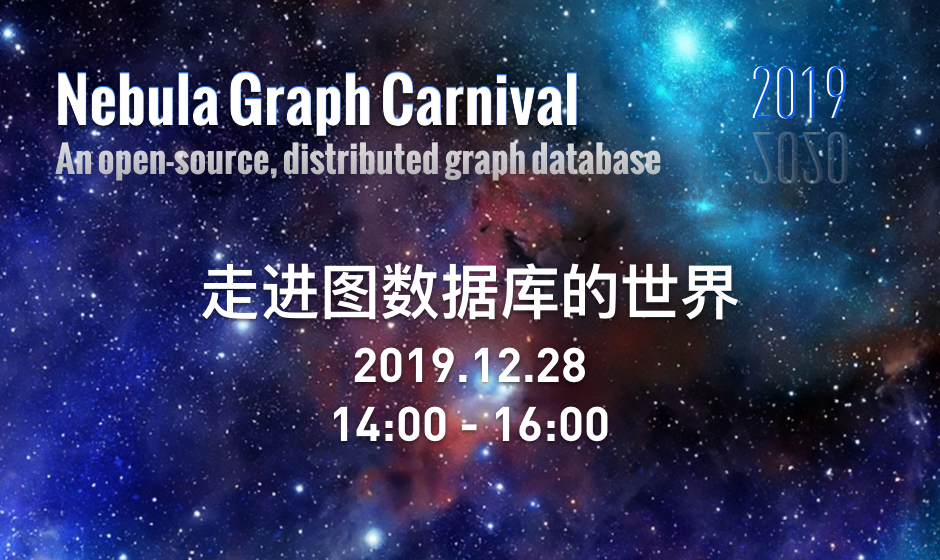 Nebula Graph Carnival
2019
An open-source, distributed graph database
2020
走进图数据库的世界
2019.12.28
14:00 - 16:00